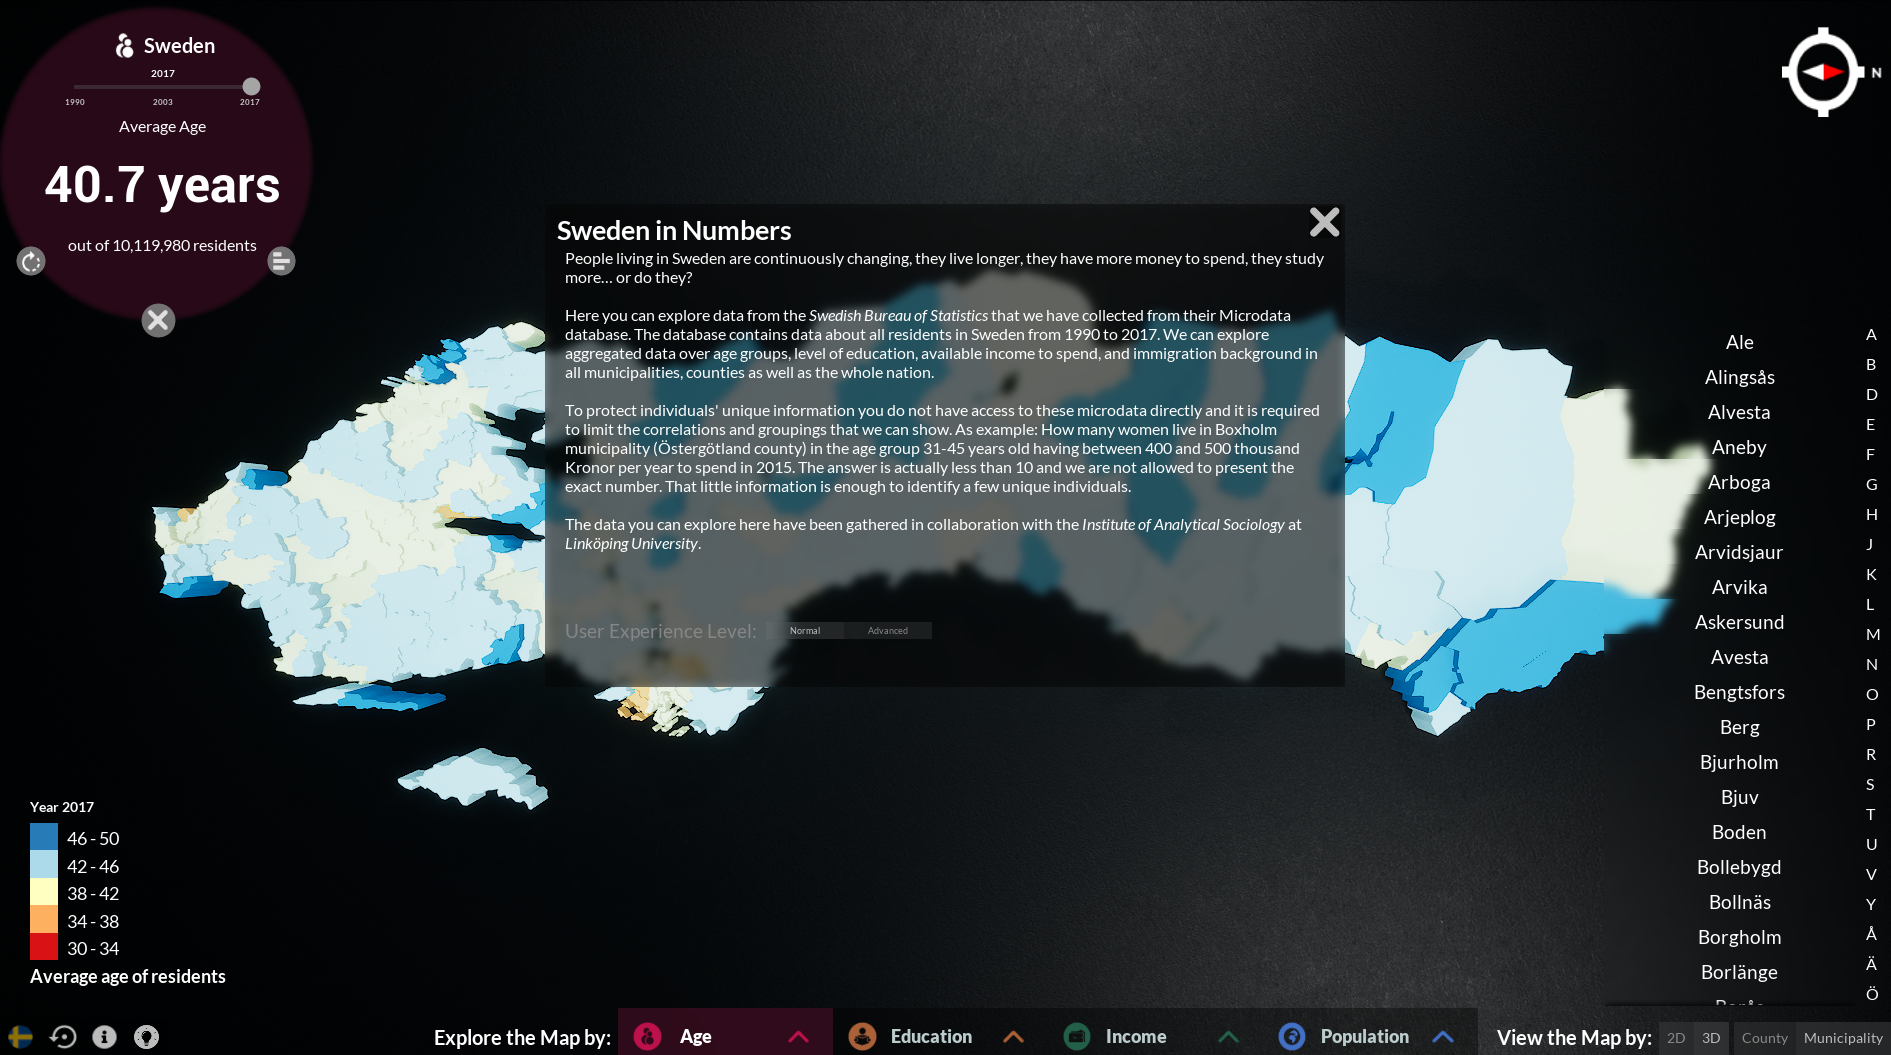 Sweden
2017
1990 2003 2017
Average Age
40.7 years
out of 10,119,980 residents
N
Sweden in Numbers
People living in Sweden are continuously changing, they live longer, they have more money to spend, they study
more... or do they?
Here you can explore data from the Swedish Bureau of Statistics that we have collected from their Microdata
database. The database contains data about all residents in Sweden from 1990 to 2017. We can explore
aggregated data over age groups, level of education, available income to spend, and immigration background in
all municipalities, counties as well as the whole nation.
To protect individuals' unique information you do not have access to these microdata directly and it is required
to limit the correlations and groupings that we can show. As example: How many women live in Boxholm
municipality (Östergötland county) in the age group 31-45 years old having between 400 and 500 thousand
Kronor per year to spend in 2015. The answer is actually less than 10 and we are not allowed to present the
exact number. That little information is enough to identify a few unique individuals.
The data you can explore here have been gathered in collaboration with the Institute of Analytical Sociology at
Linköping University.
User Experience Level: Normal Advanced
Ale
Alingsås
Alvesta
Aneby
Arboga
Arjeplog
Arvidsjaur
Arvika
Askersund
Avesta
Bengtsfors
Berg
Bjurholm
Bjuv
Boden
Bollebygd
Bollnäs
Borgholm
Borlänge
A
B
D
E
F
G
H
J
K
L
M
N
O
P
R
S
T
U
V
Y
Å
Ä
Ö
Year 2017
46 - 50
42 - 46
38 - 42
34 - 38
30 - 34
Average age of residents
Explore the Map by: Age Education Income Population View the Map by: 2D 3D County Municipality